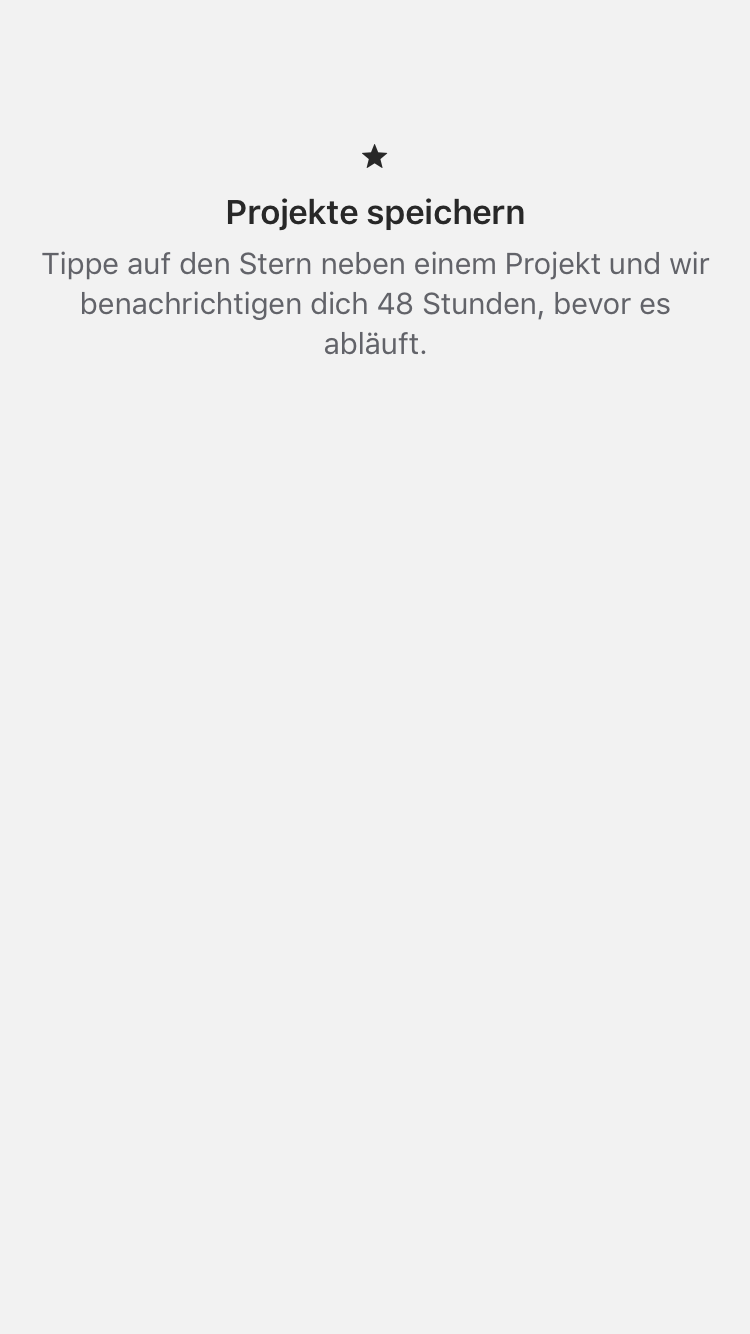 Projekte speichern
Tippe auf den Stern neben einem Projekt und wir
benachrichtigen dich 48 Stunden, bevor es
abläuft.